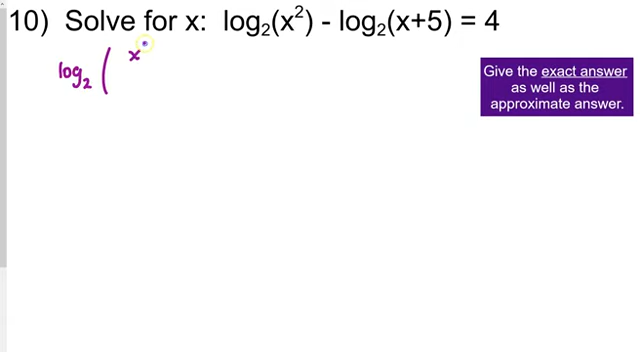 10) Solve for x: log₂(x²) - log₂(x+5) = 4
log₂ ( x
Give the exact answer
as well as the
approximate answer.